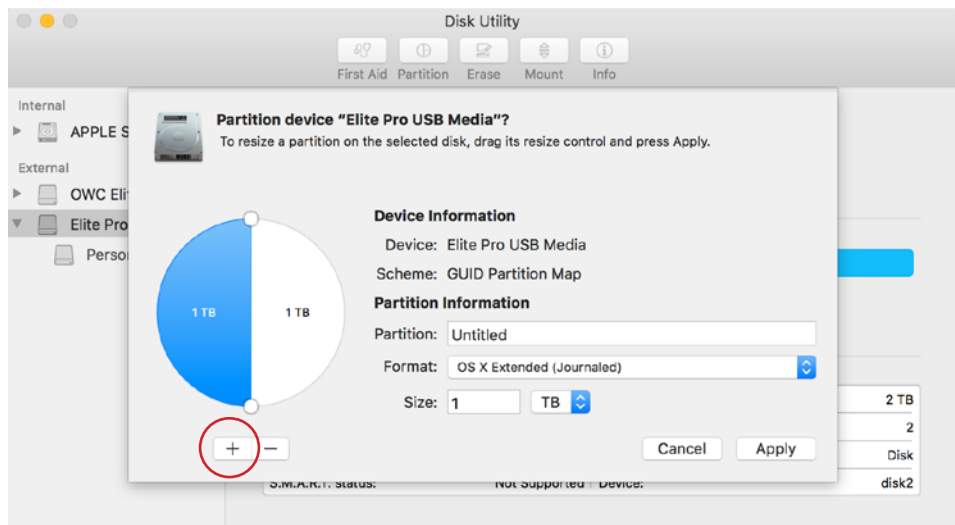 Disk Utility
First Aid Partition Erase Mount Info
Internal
APPLE S
External
OWC Eli
Elite Pro
Perso
Partition device “Elite Pro USB Media”?
To resize a partition on the selected disk, drag its resize control and press Apply.
1 TB 1 TB
Device Information
Device: Elite Pro USB Media
Scheme: GUID Partition Map
Partition Information
Partition: Untitled
Format: OS X Extended (Journaled)
Size: 1 TB
+ −
Cancel Apply
2 TB
2
Disk
S.M.A.R.T. status: Not Supported Device: disk2